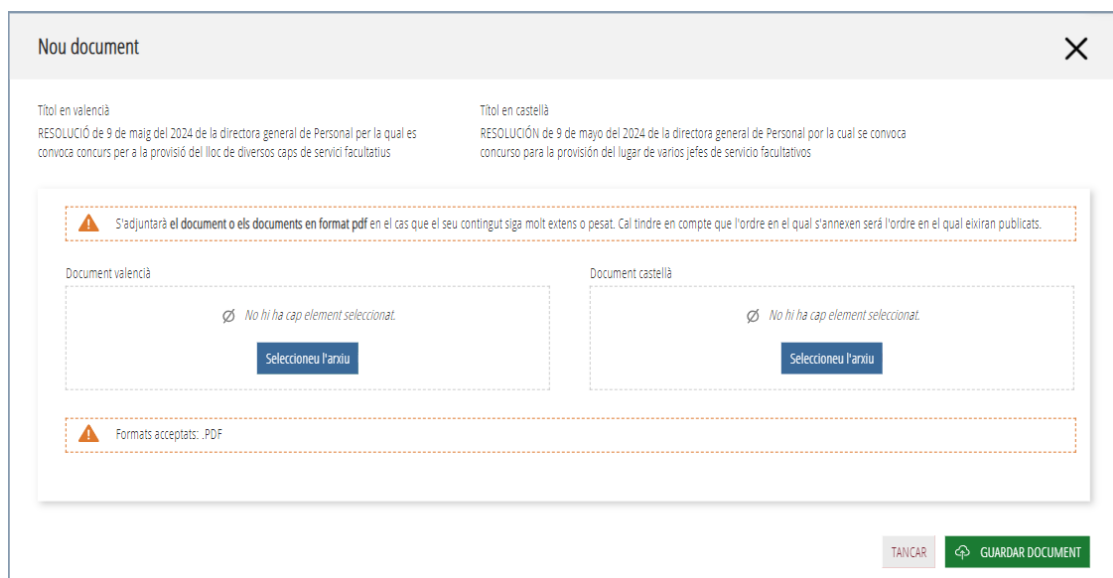 Nou document
Títol en valencià
RESOLUCIÓ de 9 de maig del 2024 de la directora general de Personal per la qual es
convoca concurs per a la provisió del lloc de diversos caps de servici facultatius
Títol en castellà
RESOLUCIÓN de 9 de mayo del 2024 de la directora general de Personal por la cual se convoca
concurso para la provisión del lugar de varios jefes de servicio facultativos
S'adjuntarà el document o els documents en format pdf en el cas que el seu contingut siga molt extens o pesat. Cal tindre en compte que l'ordre en el qual s'annexen será l'ordre en el qual eixiran publicats.
Document valencià
No hi ha cap element seleccionat.
Seleccioneu l'arxiu
Document castellà
No hi ha cap element seleccionat.
Seleccioneu l'arxiu
Formats acceptats: .PDF
TANCAR
GUARDAR DOCUMENT